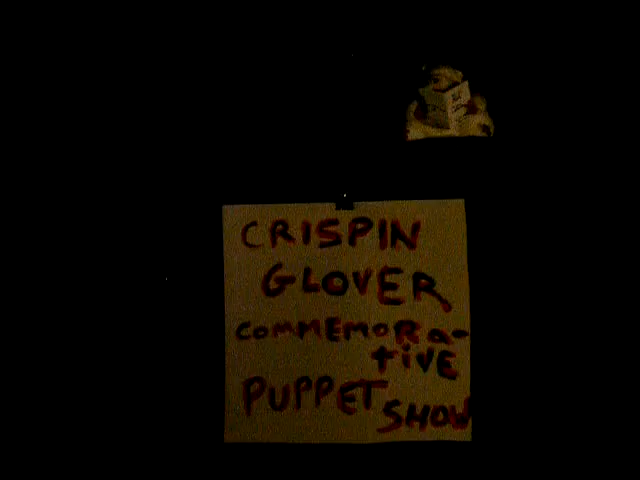 CRISPIN
GLOVER
COMMEMORA-
TIVE
PUPPET
SHOW